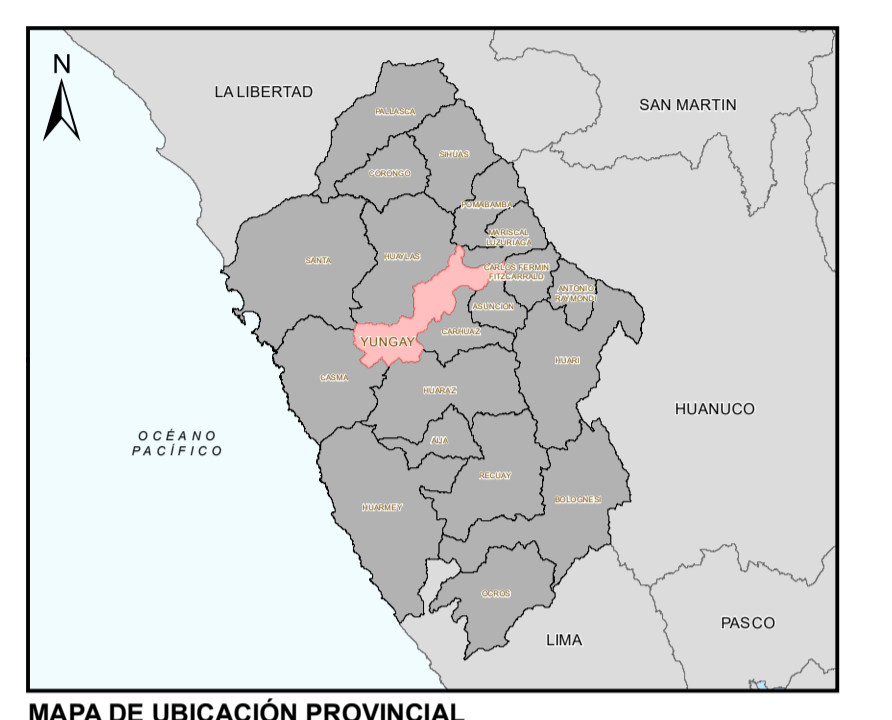 N
LA LIBERTAD
SAN MARTIN
PALLASCA
SIHUAS
CORONGO
POMABAMBA
MARISCAL
LUZURIAGA
SANTA
HUAYLAS
CARLOS FERMIN
FITZCARRALD
ANTONIO
RAYMONDI
ASUNCION
CARHUAZ
YUNGAY
HUARI
CASMA
HUARAZ
HUANUCO
OCÉANO
PACÍFICO
AIJA
RECUAY
BOLOGNESI
HUARMEY
OCROS
PASCO
LIMA
MAPA DE UBICACIÓN PROVINCIAL